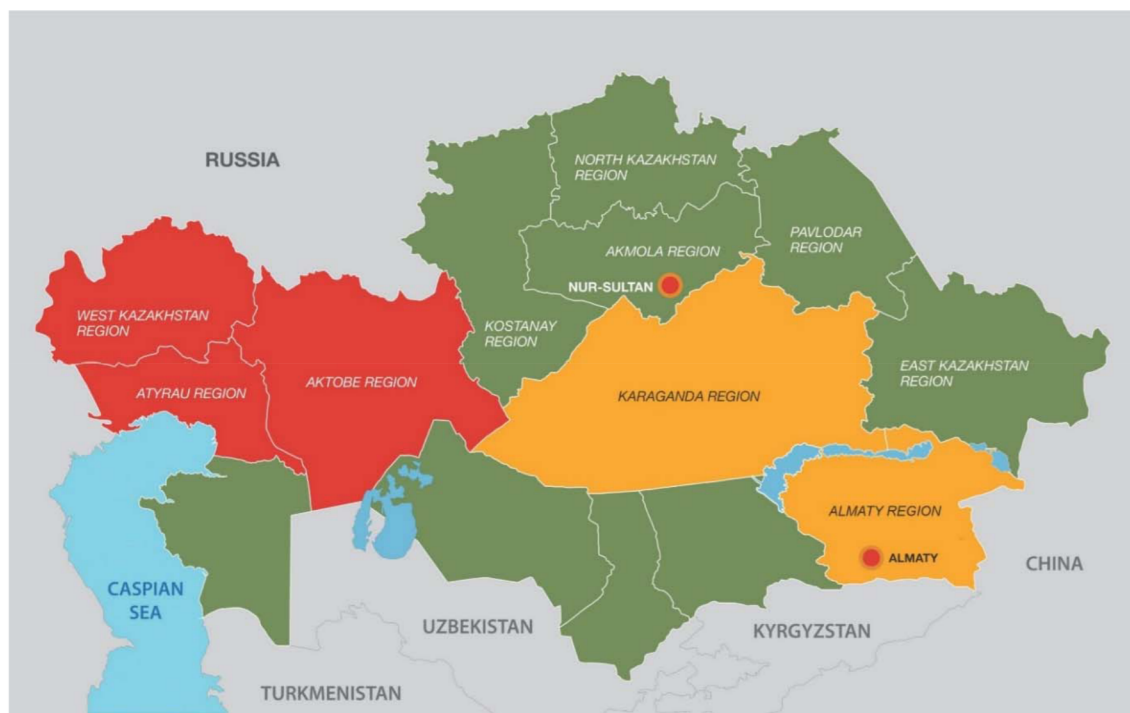 RUSSIA
NORTH KAZAKHSTAN
REGION
PAVLODAR
REGION
AKMOLA REGION
NUR-SULTAN
WEST KAZAKHSTAN
REGION
KOSTANAY
REGION
EAST KAZAKHSTAN
REGION
ATYRAU REGION
AKTOBE REGION
KARAGANDA REGION
ALMATY REGION
ALMATY
CHINA
CASPIAN
SEA
UZBEKISTAN
KYRGYZSTAN
TURKMENISTAN